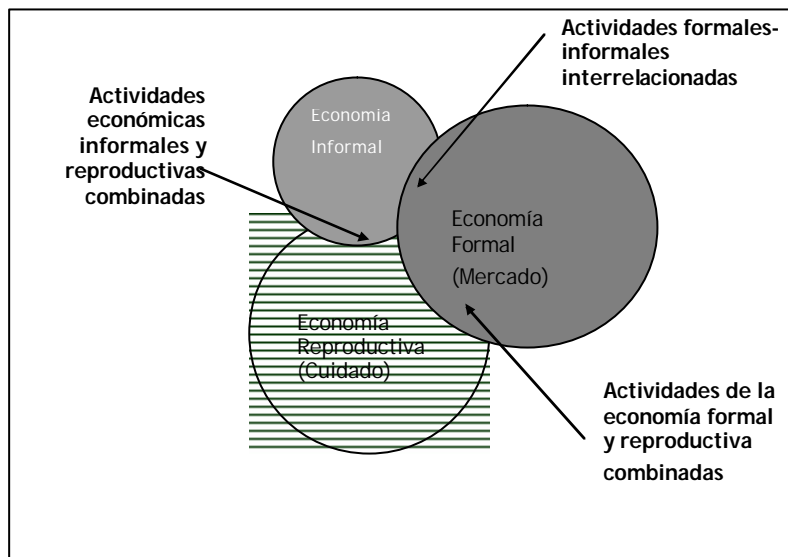 Actividades formales-
informales
interrelacionadas
Actividades
económicas
informales y
reproductivas
combinadas
Economia
Informal
Economía
Formal
(Mercado)
Economía
Reproductiva
(Cuidado)
Actividades de la
economía formal
y reproductiva
combinadas